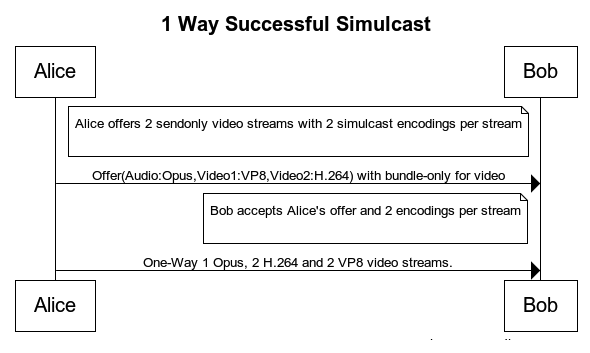 1 Way Successful Simulcast
Alice
Bob
Alice offers 2 sendonly video streams with 2 simulcast encodings per stream
Offer(Audio:Opus,Video1:VP8,Video2:H.264) with bundle-only for video
Bob accepts Alice's offer and 2 encodings per stream
One-Way 1 Opus, 2 H.264 and 2 VP8 video streams.
Alice
Bob